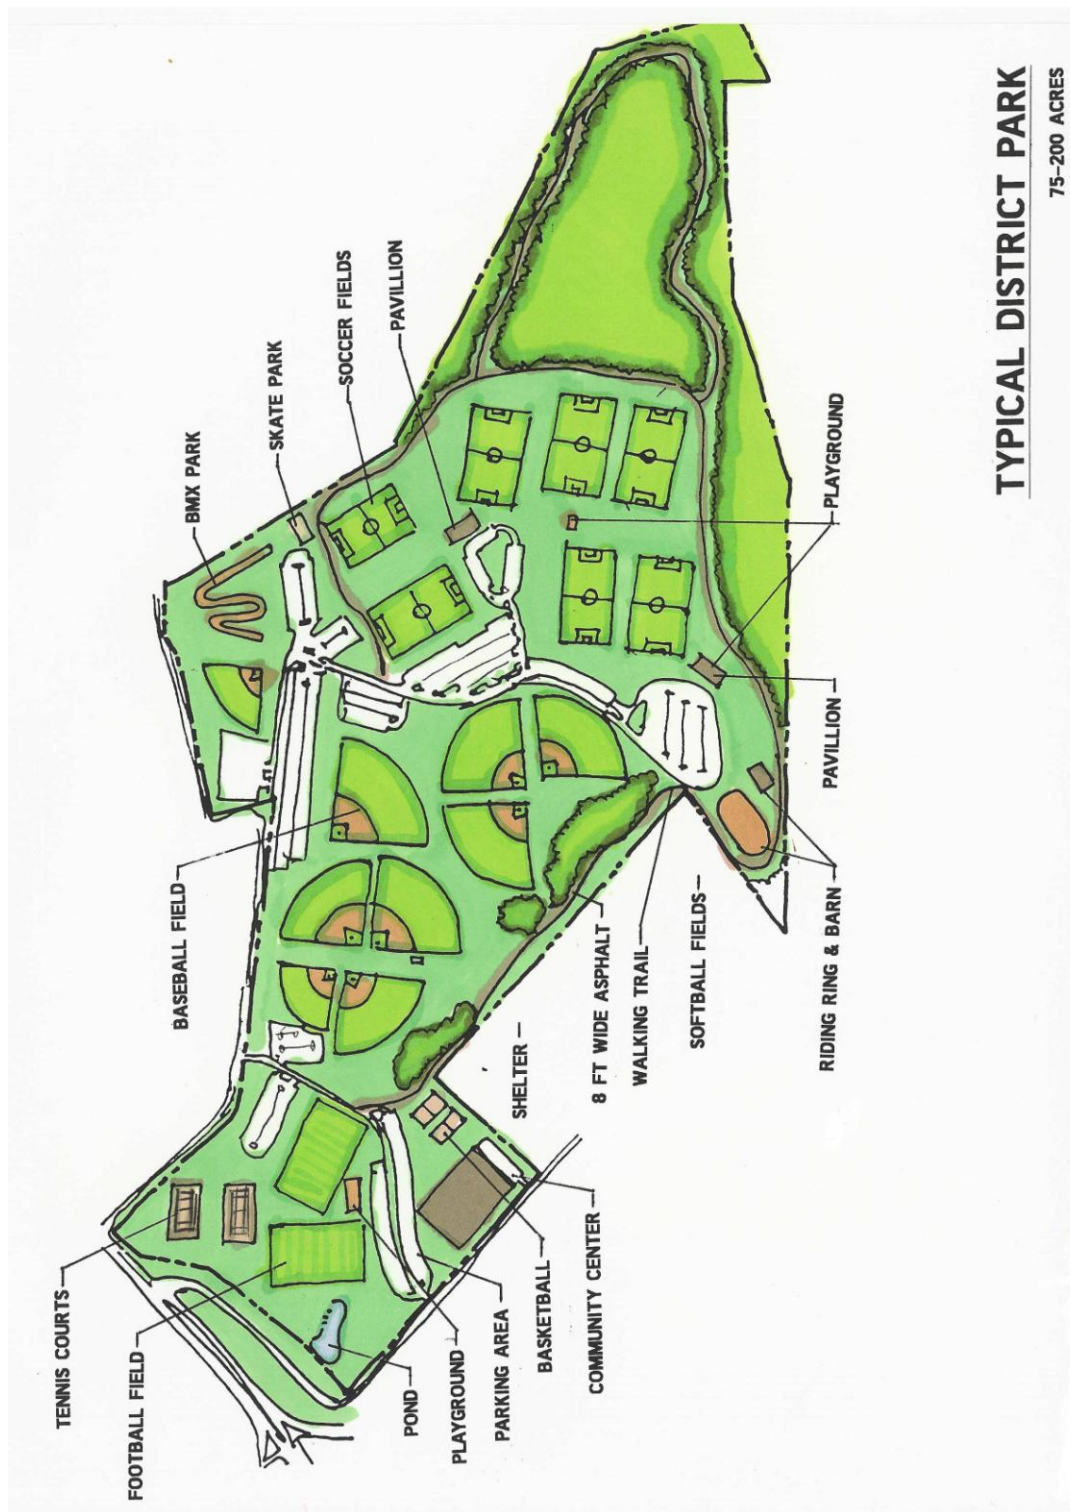 TYPICAL DISTRICT PARK
75-200 ACRES
TENNIS COURTS
FOOTBALL FIELD
BASEBALL FIELD
BMX PARK
SKATE PARK
SOCCER FIELDS
PAVILLION
POND
PLAYGROUND
PARKING AREA
BASKETBALL
COMMUNITY CENTER
SHELTER
8 FT WIDE ASPHALT
WALKING TRAIL
SOFTBALL FIELDS
RIDING RING & BARN
PAVILLION
PLAYGROUND